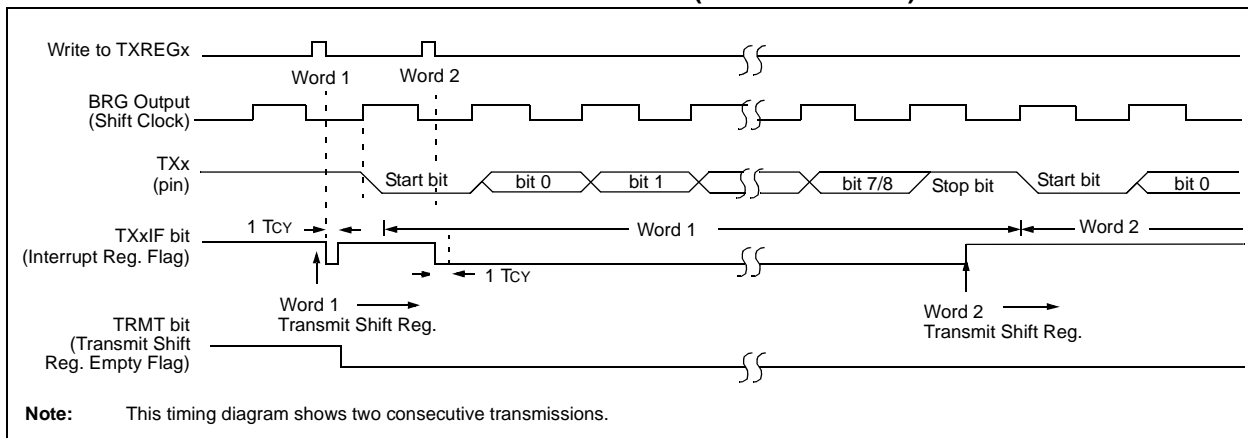 Write to TXREGx
Word 1
Word 2
BRG Output
(Shift Clock)
TXx
(pin)
Start bit
bit 0
bit 1
bit 7/8
Stop bit
Start bit
bit 0
1 TCY
TXxIF bit
(Interrupt Reg. Flag)
Word 1
Word 2
1 TCY
Word 1
Transmit Shift Reg.
Word 2
Transmit Shift Reg.
TRMT bit
(Transmit Shift
Reg. Empty Flag)
Note: This timing diagram shows two consecutive transmissions.